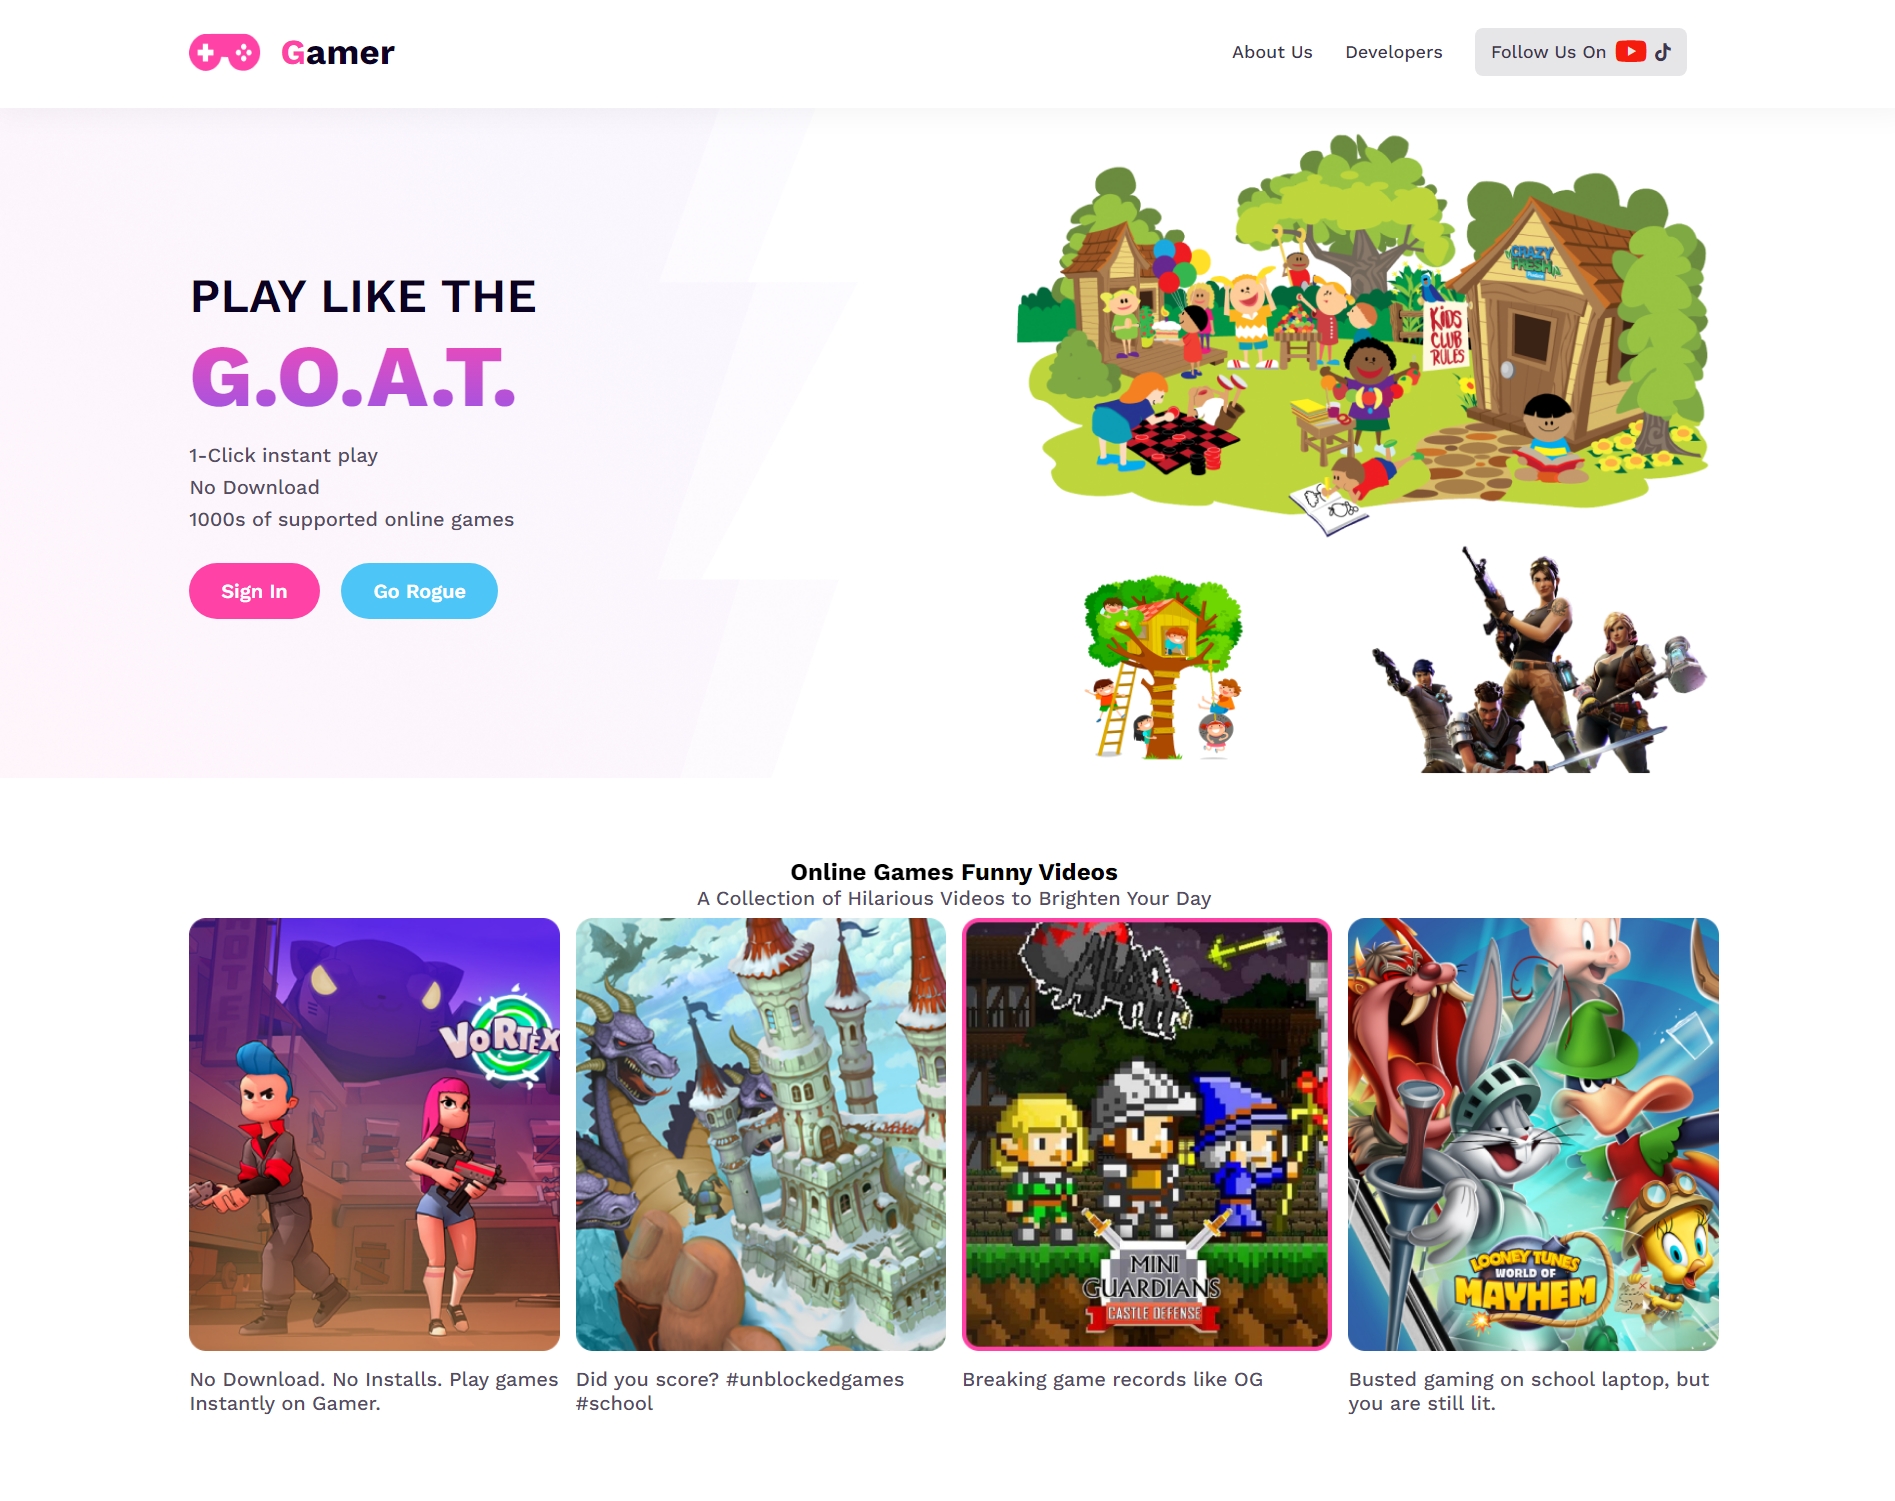 Gamer
About Us
Developers
Follow Us On
PLAY LIKE THE
G.O.A.T.
1-Click instant play
No Download
1000s of supported online games
Sign In
Go Rogue
CRAZY
FRESH
KiDS
CLUB
RULES
Online Games Funny Videos
A Collection of Hilarious Videos to Brighten Your Day
HOTEL
VORTEX
MINI
GUARDIANS
CASTLE DEFENSE
LOONEY TUNES
WORLD OF
MAYHEM
No Download. No Installs. Play games
Instantly on Gamer.
Did you score? #unblockedgames
#school
Breaking game records like OG
Busted gaming on school laptop, but
you are still lit.